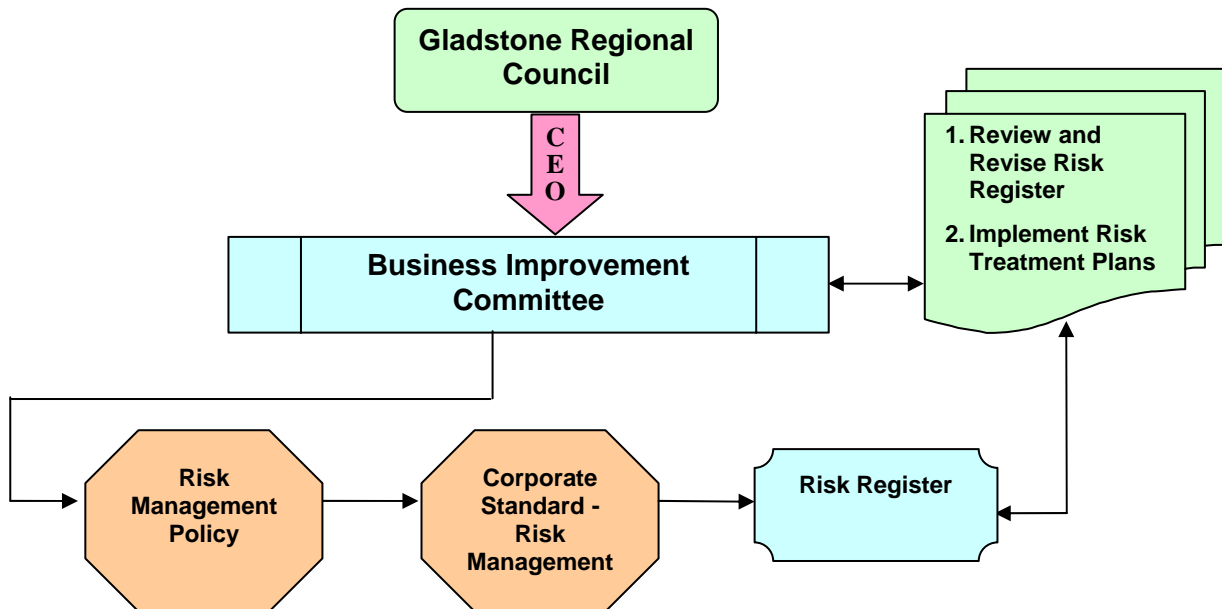 Gladstone Regional
Council
C
E
O
1. Review and
Revise Risk
Register
2. Implement Risk
Treatment Plans
Business Improvement
Committee
Risk
Management
Policy
Corporate
Standard -
Risk
Management
Risk Register